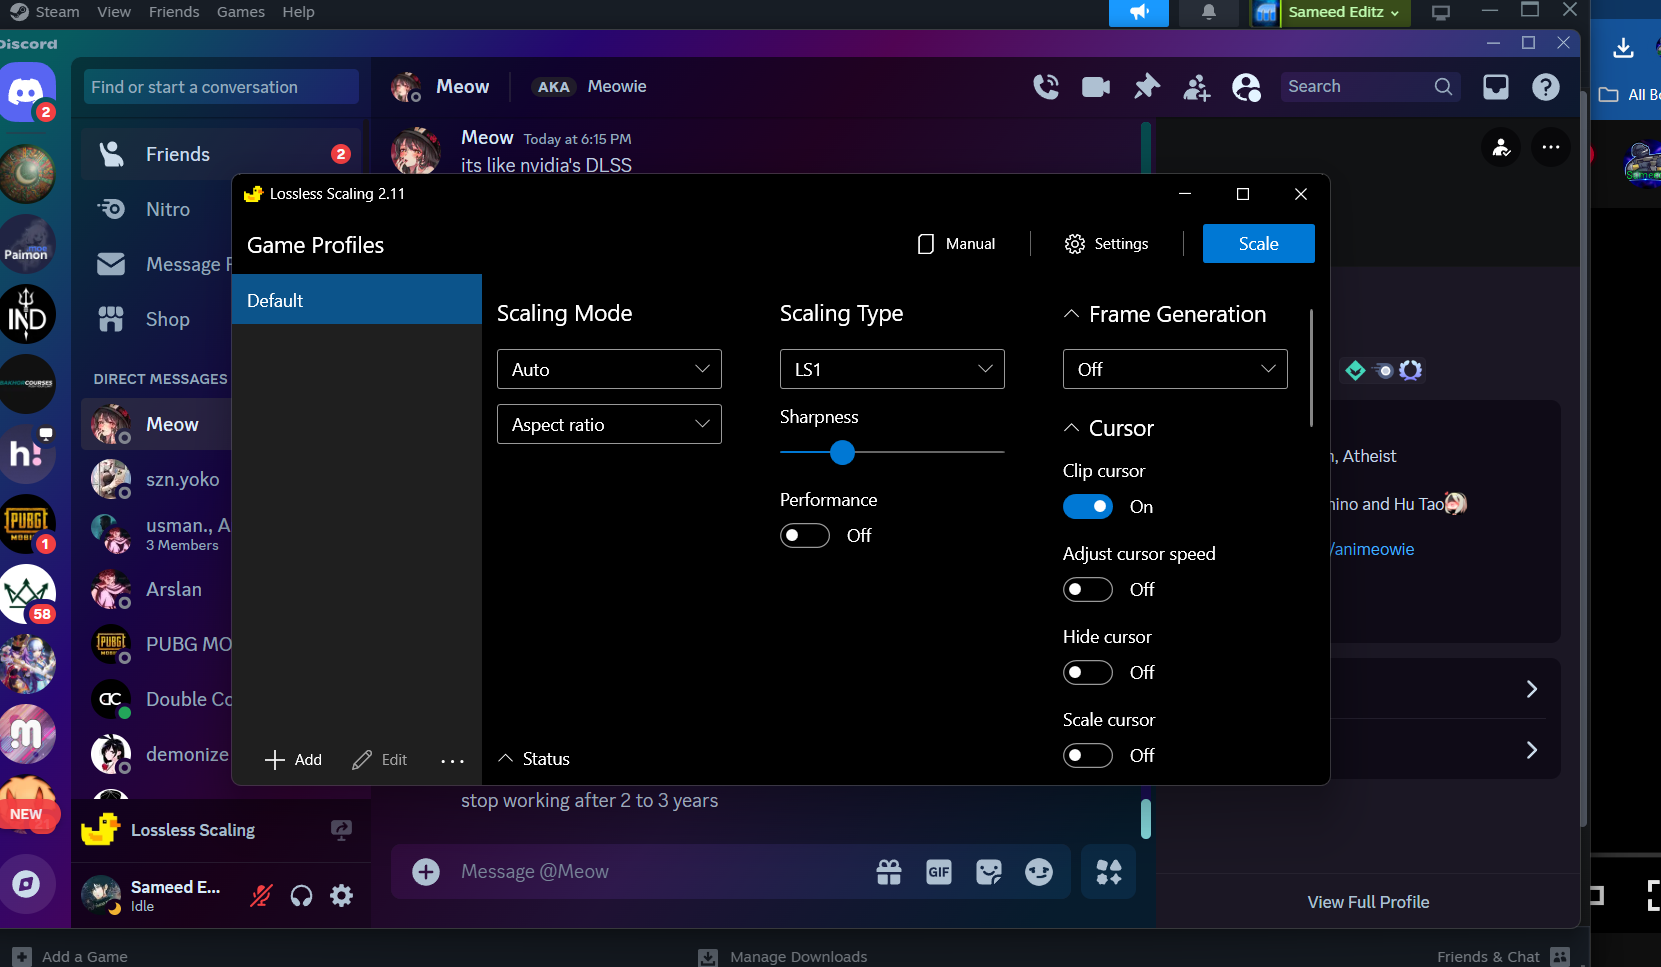 Steam View Friends Games Help
Sameed Editz
Discord
Find or start a conversation
Meow
AKA Meowie
Search
All Bo
2
Friends
2
Meow Today at 6:15 PM
its like nvidia's DLSS
Nitro
Message
Shop
DIRECT MESSAGES
Meow
szn.yoko
usman., A
3 Members
Arslan
PUBG MO
Double Co
demonize
Paimon
IND
COURSES
h!
PUBG
1
58
m
NEW
Lossless Scaling 2.11
Game Profiles
Manual
Settings
Scale
Default
Scaling Mode
Auto
Aspect ratio
Scaling Type
LS1
Sharpness
Performance
Off
Frame Generation
Off
Cursor
Clip cursor
On
Adjust cursor speed
Off
Hide cursor
Off
Scale cursor
Off
Add
Edit
Status
, Atheist
nino and Hu Tao
/animeowie
stop working after 2 to 3 years
Lossless Scaling
Message @Meow
GIF
Sameed E...
Idle
View Full Profile
Add a Game
Manage Downloads
Friends & Chat